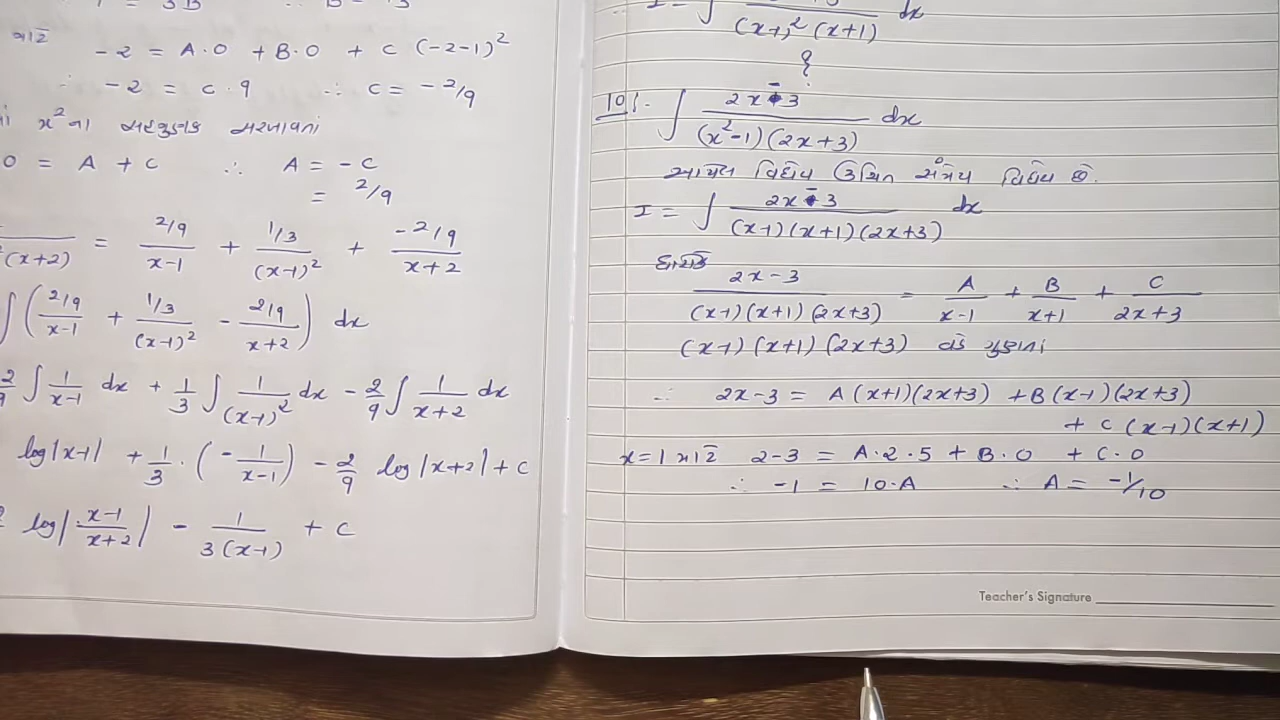 -2 = A·0 + B·0 + C (-2-1)²
∴ -2 = C·9 ∴ C = -2/9
x² ના સહગુણક સરખાવતાં
0 = A + C ∴ A = -C
= 2/9
(x+2) = (2/9)/(x-1) + (1/3)/(x-1)² + (-2/9)/(x+2)
∫ ( (2/9)/(x-1) + (1/3)/(x-1)² - (2/9)/(x+2) ) dx
2/9 ∫ 1/(x-1) dx + 1/3 ∫ 1/(x-1)² dx - 2/9 ∫ 1/(x+2) dx
log|x-1| + 1/3 · ( - 1/(x-1) ) - 2/9 log|x+2| + C
log| (x-1)/(x+2) | - 1/(3(x-1)) + C
(x+1)
10]. ∫ (2x-3)/((x²-1)(2x+3)) dx
વિધેય ઉચિત સંમેય વિધેય છે.
I = ∫ (2x-3)/((x-1)(x+1)(2x+3)) dx
ધારોકે
(2x-3)/((x-1)(x+1)(2x+3)) = A/(x-1) + B/(x+1) + C/(2x+3)
(x-1)(x+1)(2x+3) વડે ગુણતાં
∴ 2x-3 = A(x+1)(2x+3) + B(x-1)(2x+3)
+ C(x-1)(x+1)
x=1 માટે 2-3 = A·2·5 + B·0 + C·0
∴ -1 = 10·A ∴ A = -1/10
Teacher's Signature